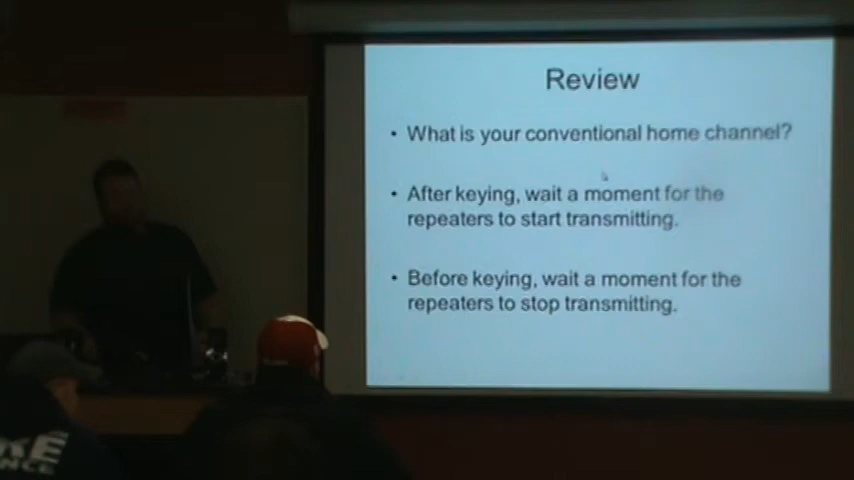 Review
• What is your conventional home channel?
• After keying, wait a moment for the
repeaters to start transmitting.
• Before keying, wait a moment for the
repeaters to stop transmitting.